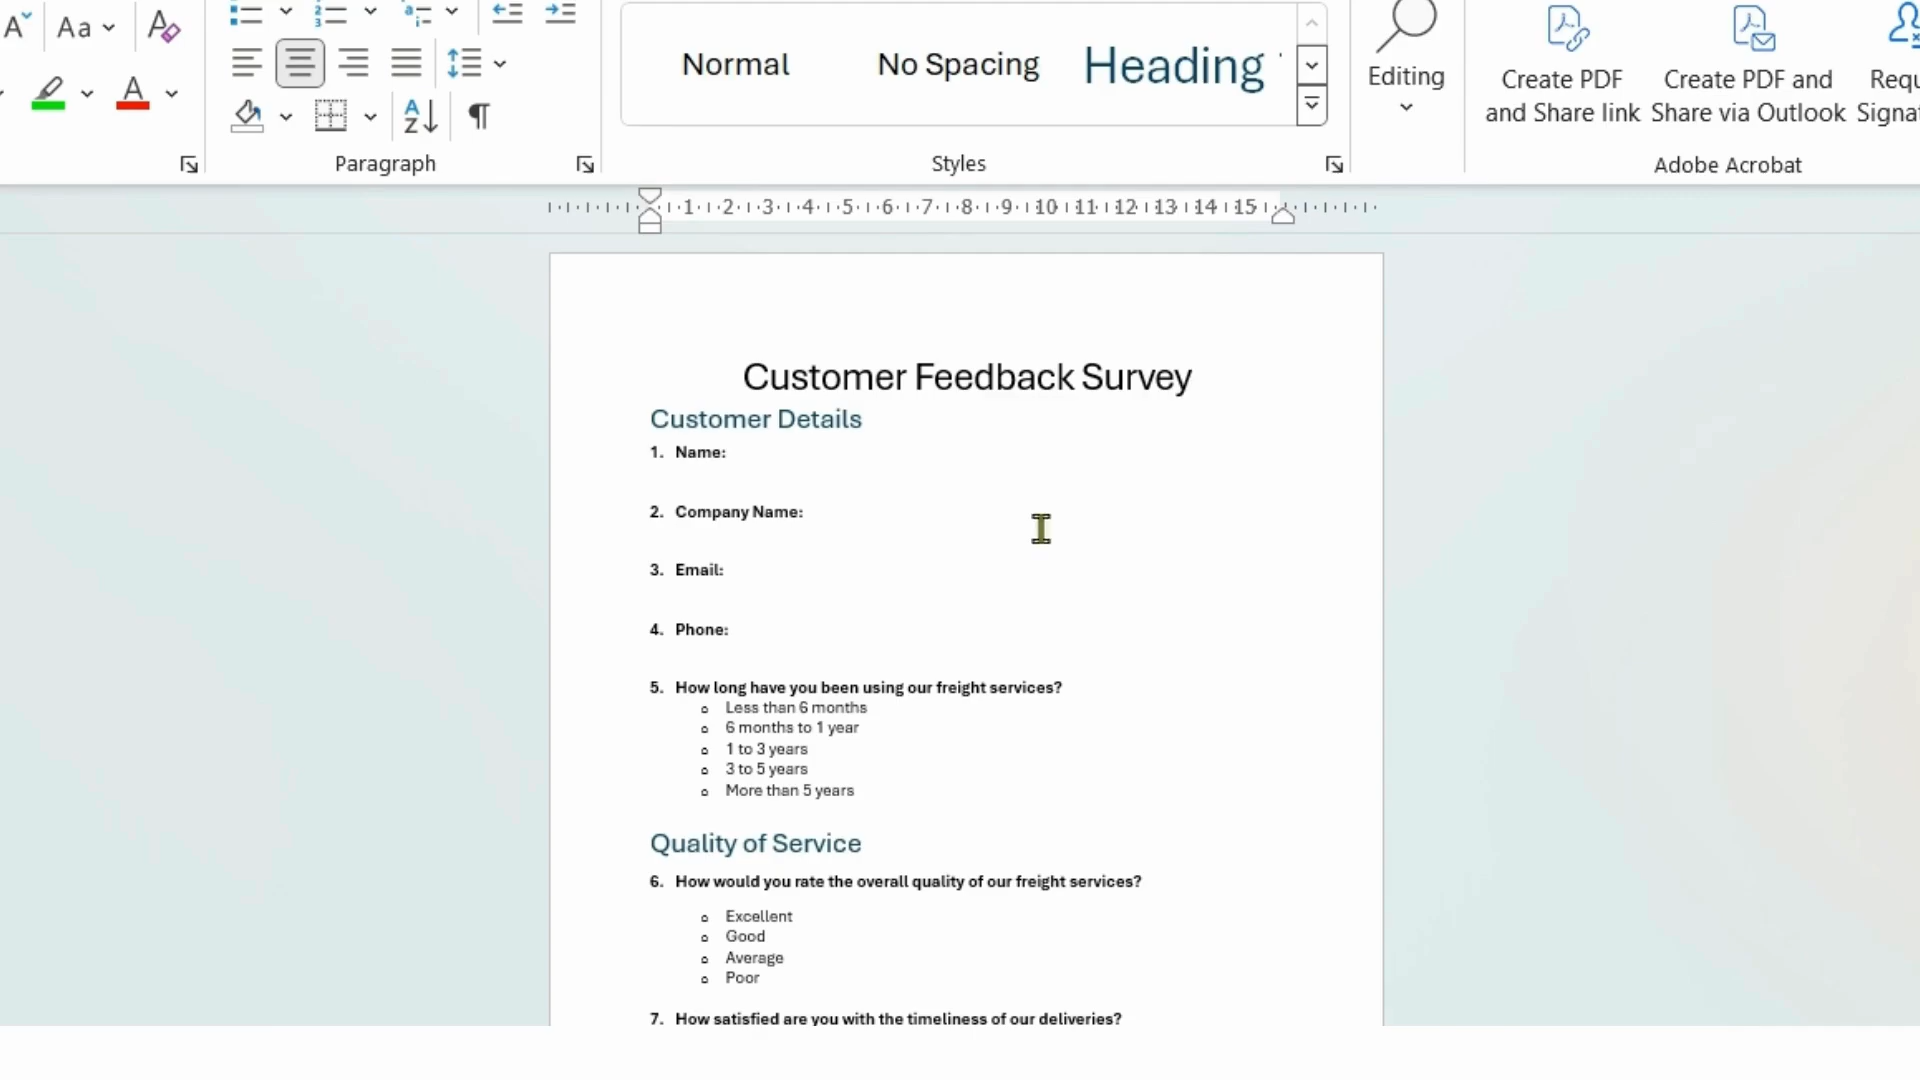 Aa
Normal
No Spacing
Heading
Editing
Create PDF
and Share link
Create PDF and
Share via Outlook
Paragraph
Styles
Adobe Acrobat
1 2 3 4 5 6 7 8 9 10 11 12 13 14 15
Customer Feedback Survey
Customer Details
1. Name:
2. Company Name:
3. Email:
4. Phone:
5. How long have you been using our freight services?
Less than 6 months
6 months to 1 year
1 to 3 years
3 to 5 years
More than 5 years
Quality of Service
6. How would you rate the overall quality of our freight services?
Excellent
Good
Average
Poor
7. How satisfied are you with the timeliness of our deliveries?